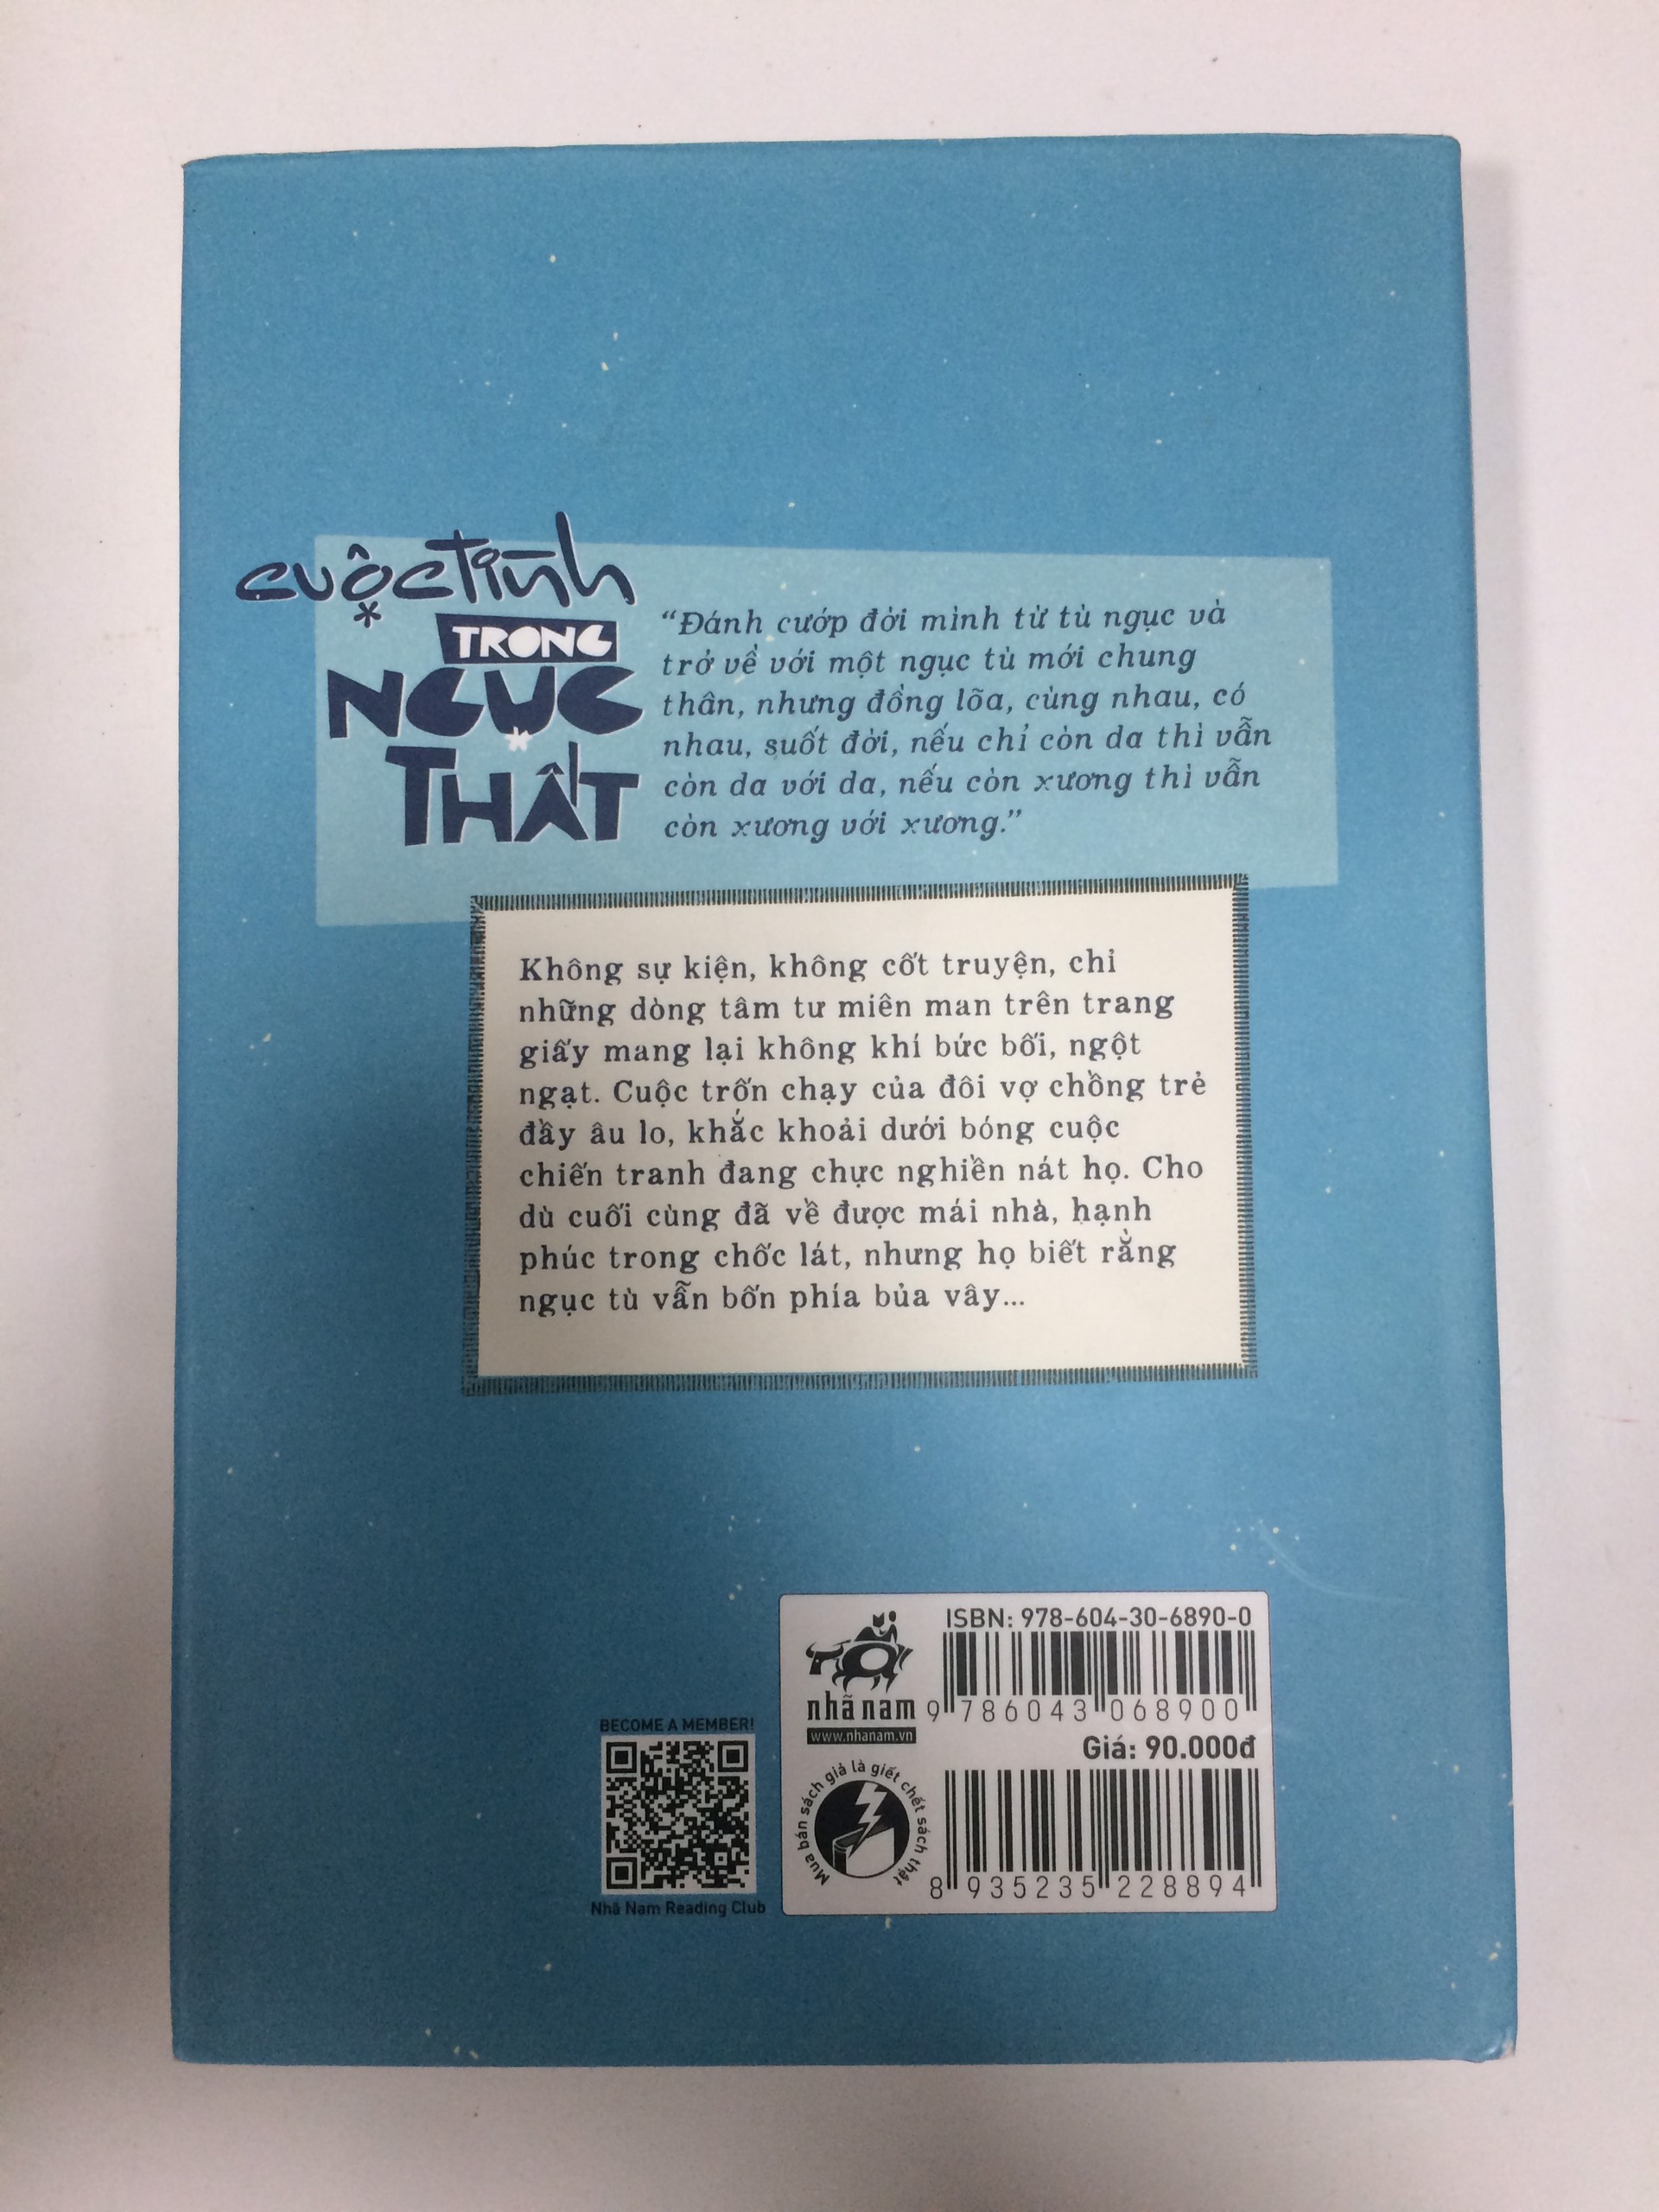 cuộc tình
TRONG
NGỤC
THẤT
“Đánh cướp đời mình từ tù ngục và
trở về với một ngục tù mới chung
thân, nhưng đồng lõa, cùng nhau, có
nhau, suốt đời, nếu chỉ còn da thì vẫn
còn da với da, nếu còn xương thì vẫn
còn xương với xương.”
Không sự kiện, không cốt truyện, chỉ
những dòng tâm tư miên man trên trang
giấy mang lại không khí bức bối, ngột
ngạt. Cuộc trốn chạy của đôi vợ chồng trẻ
đầy âu lo, khắc khoải dưới bóng cuộc
chiến tranh đang chực nghiền nát họ. Cho
dù cuối cùng đã về được mái nhà, hạnh
phúc trong chốc lát, nhưng họ biết rằng
ngục tù vẫn bốn phía bủa vây...
BECOME A MEMBER!
Nhã Nam Reading Club
nhã nam
www.nhanam.vn
Mua bán sách giả là giết chết sách thật
ISBN: 978-604-30-6890-0
9 786043 068900
Giá: 90.000đ
8 935235 228894